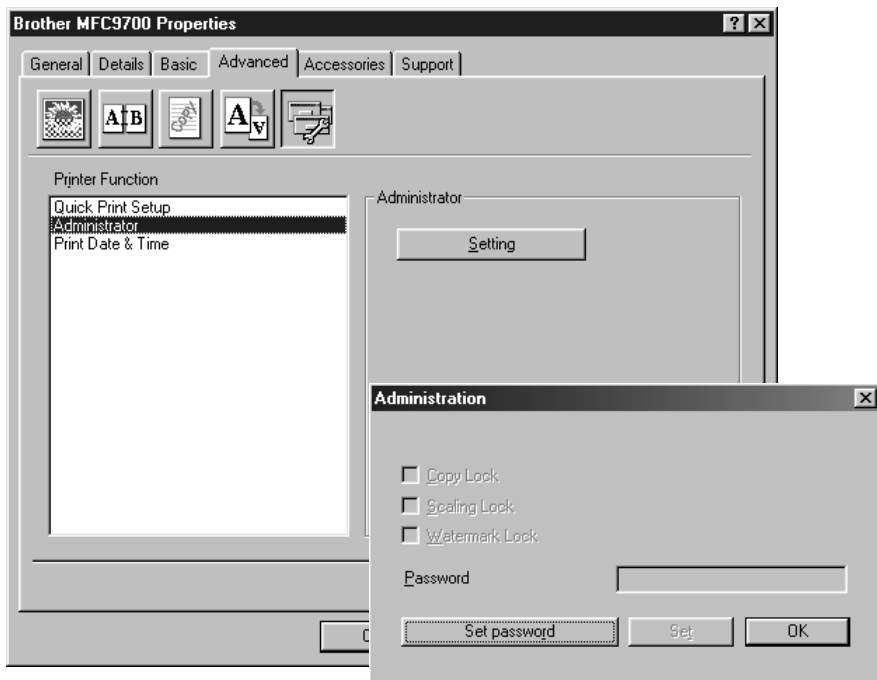 Brother MFC9700 Properties
General Details Basic Advanced Accessories Support
A B
COPY
A A
Printer Function
Quick Print Setup
Administrator
Print Date & Time
Administrator
Setting
Administration
Copy Lock
Scaling Lock
Watermark Lock
Password
Set password Set OK